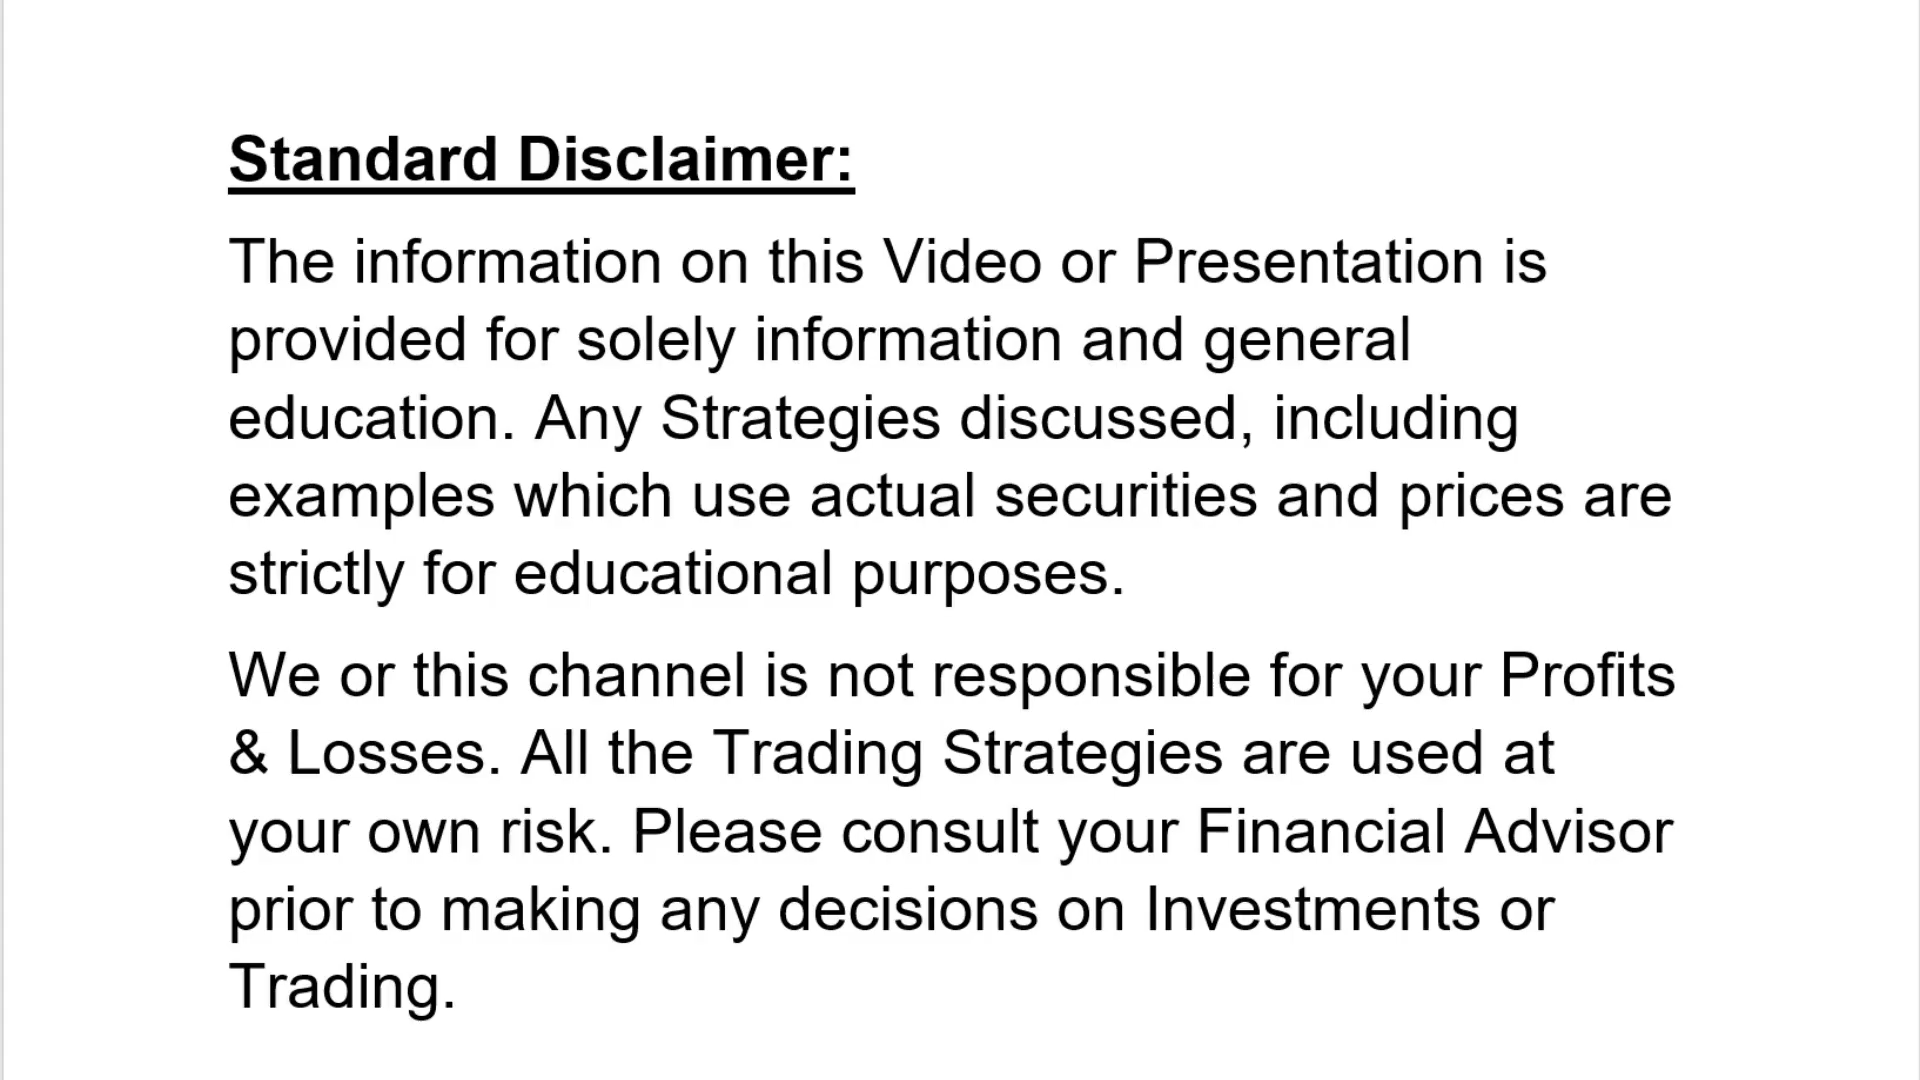 Standard Disclaimer:
The information on this Video or Presentation is
provided for solely information and general
education. Any Strategies discussed, including
examples which use actual securities and prices are
strictly for educational purposes.
We or this channel is not responsible for your Profits
& Losses. All the Trading Strategies are used at
your own risk. Please consult your Financial Advisor
prior to making any decisions on Investments or
Trading.